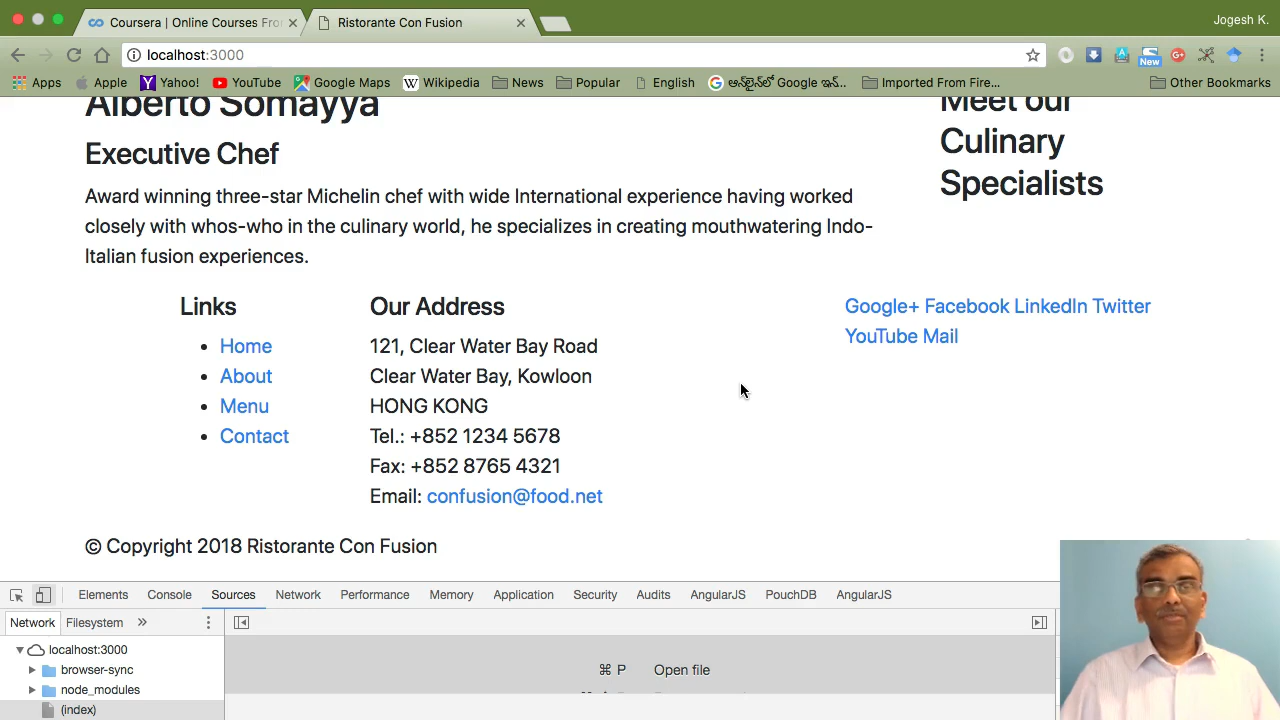 Coursera | Online Courses Fro
Ristorante Con Fusion
Jogesh K.
localhost:3000
Apps
Apple
Yahoo!
YouTube
Google Maps
Wikipedia
News
Popular
English
ఆన్‌లైన్‌లో Google ఇన్...
Imported From Fire...
New
Other Bookmarks
Alberto Somayya
Executive Chef
Award winning three-star Michelin chef with wide International experience having worked
closely with whos-who in the culinary world, he specializes in creating mouthwatering Indo-
Italian fusion experiences.
Meet our
Culinary
Specialists
Links
Home
About
Menu
Contact
Our Address
121, Clear Water Bay Road
Clear Water Bay, Kowloon
HONG KONG
Tel.: +852 1234 5678
Fax: +852 8765 4321
Email: confusion@food.net
Google+ Facebook LinkedIn Twitter
YouTube Mail
© Copyright 2018 Ristorante Con Fusion
Elements Console Sources Network Performance Memory Application Security Audits AngularJS PouchDB AngularJS
Network Filesystem »
localhost:3000
browser-sync
node_modules
(index)
⌘ P Open file